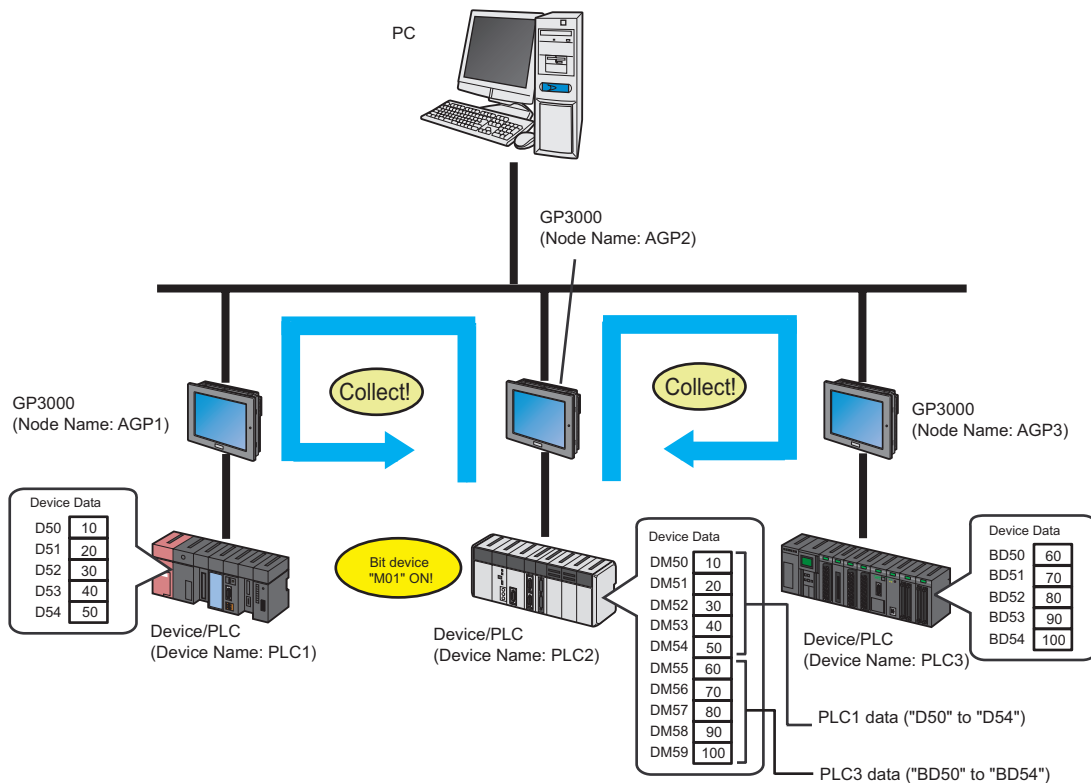 PC
GP3000
(Node Name: AGP2)
Collect!
Collect!
GP3000
(Node Name: AGP1)
GP3000
(Node Name: AGP3)
Device Data
D50 10
D51 20
D52 30
D53 40
D54 50
Bit device
"M01" ON!
Device Data
DM50 10
DM51 20
DM52 30
DM53 40
DM54 50
DM55 60
DM56 70
DM57 80
DM58 90
DM59 100
Device Data
BD50 60
BD51 70
BD52 80
BD53 90
BD54 100
Device/PLC
(Device Name: PLC1)
Device/PLC
(Device Name: PLC2)
Device/PLC
(Device Name: PLC3)
PLC1 data ("D50" to "D54")
PLC3 data ("BD50" to "BD54")